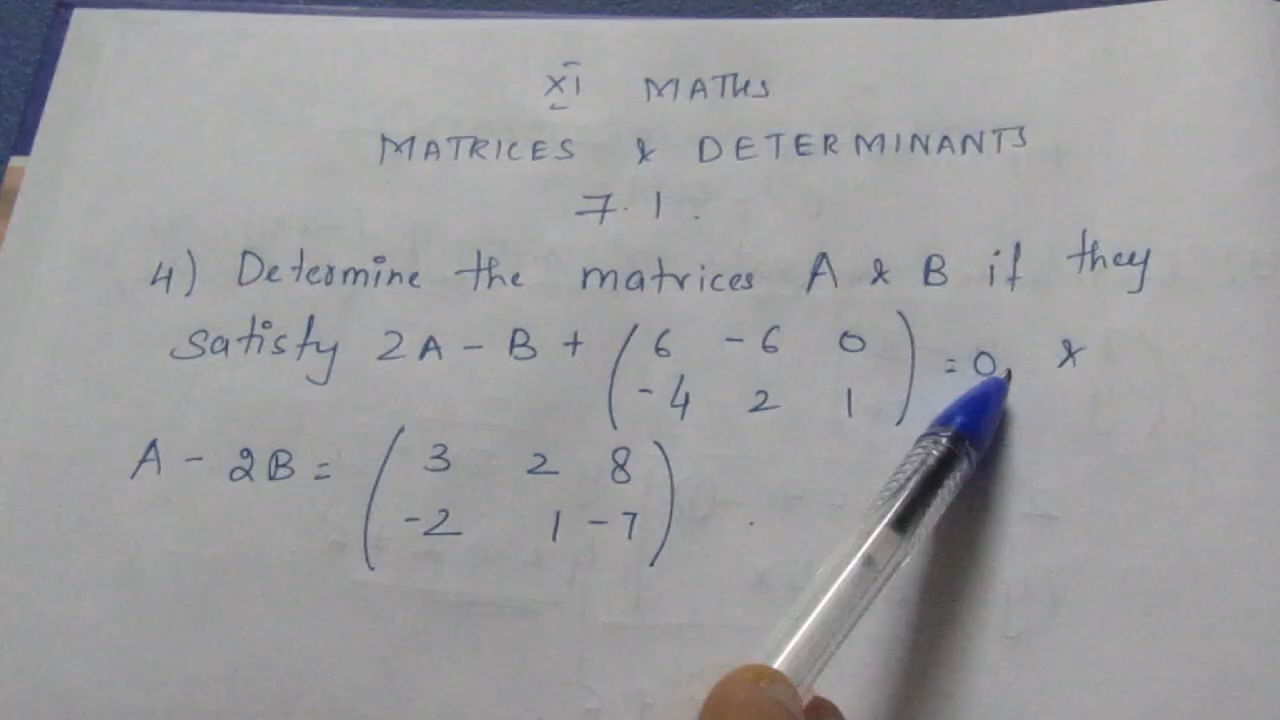 XI MATHS
MATRICES & DETERMINANTS
7.1.
4) Determine the matrices A & B if they
satisfy 2A - B + ( 6 -6 0 ) = 0 &
( -4 2 1 )
A - 2B = ( 3 2 8 )
( -2 1 -7 )